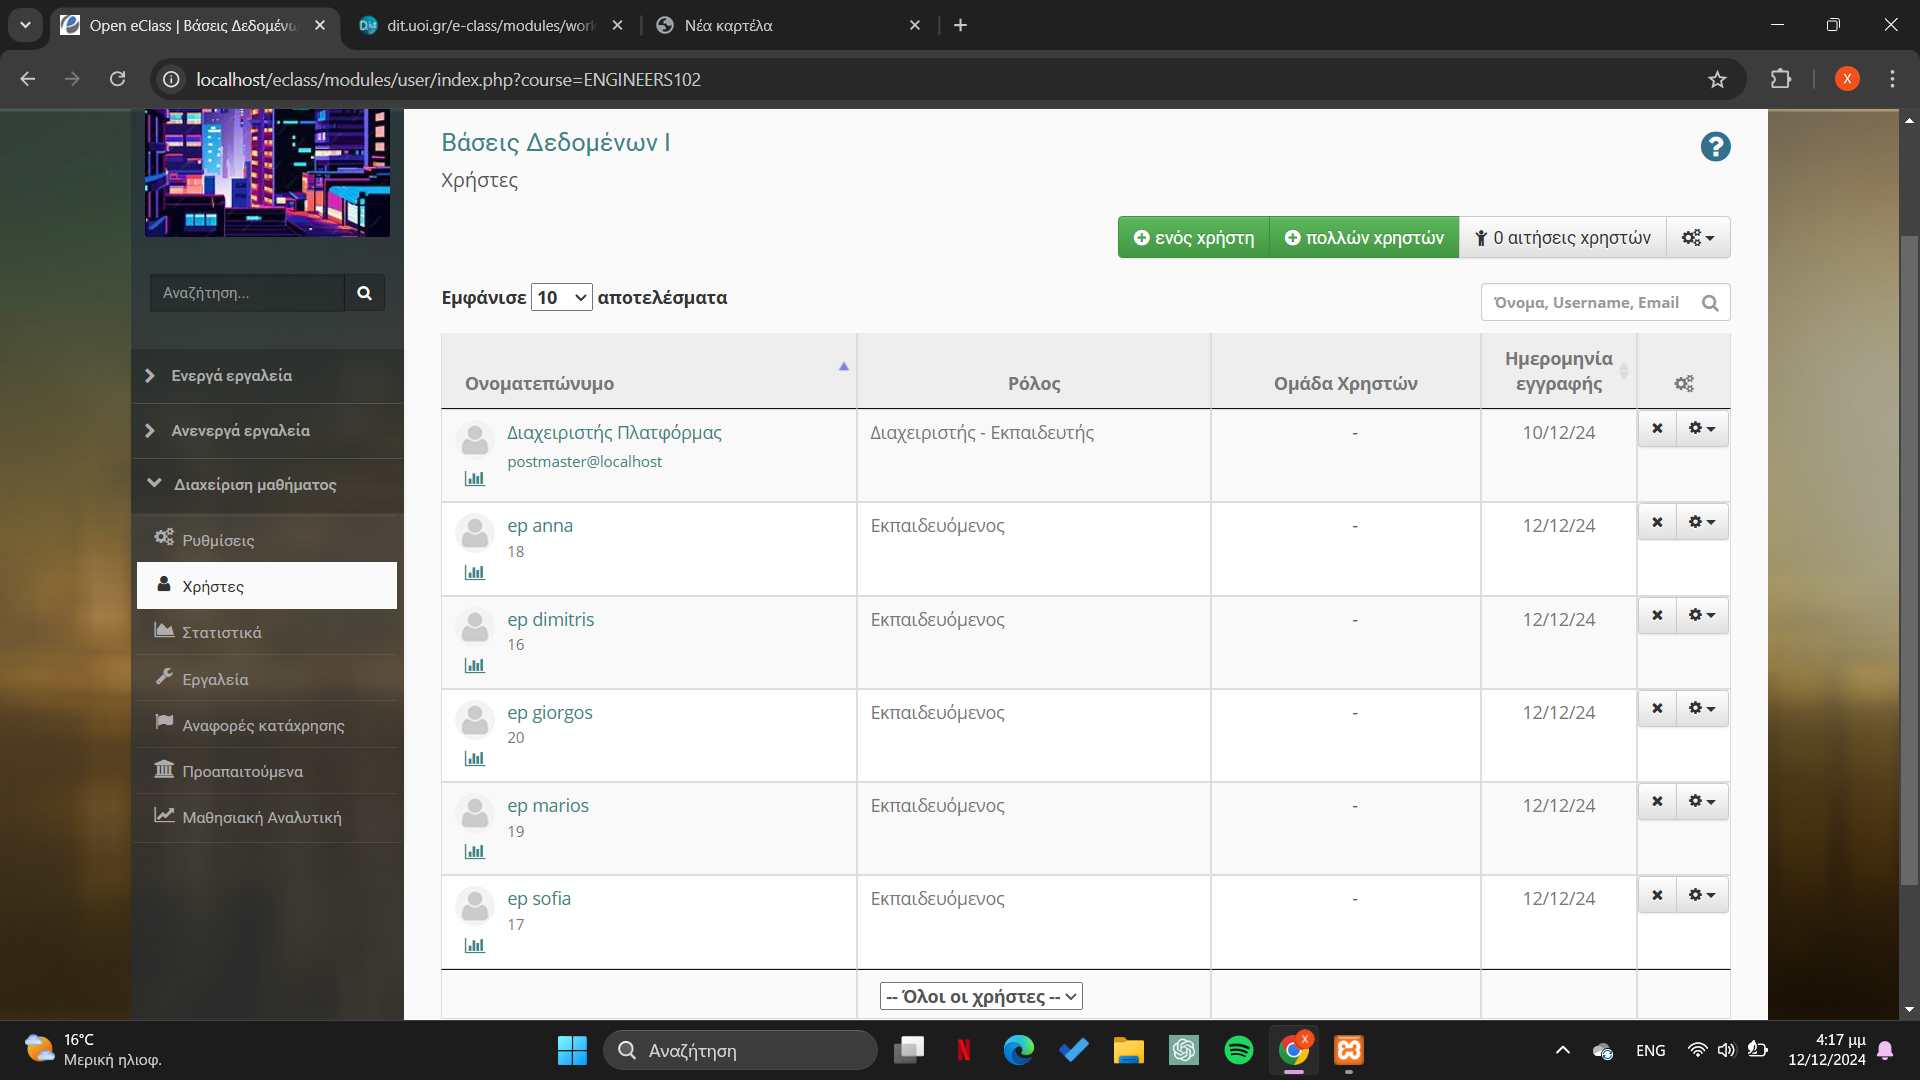 Open eClass | Βάσεις Δεδομένω
dit.uoi.gr/e-class/modules/work
Νέα καρτέλα
localhost/eclass/modules/user/index.php?course=ENGINEERS102
X
Αναζήτηση...
Ενεργά εργαλεία
Ανενεργά εργαλεία
Διαχείριση μαθήματος
Ρυθμίσεις
Χρήστες
Στατιστικά
Εργαλεία
Αναφορές κατάχρησης
Προαπαιτούμενα
Μαθησιακή Αναλυτική
Βάσεις Δεδομένων Ι
Χρήστες
ενός χρήστη πολλών χρηστών 0 αιτήσεις χρηστών
Εμφάνισε 10 αποτελέσματα
Όνομα, Username, Email
Ονοματεπώνυμο Ρόλος Ομάδα Χρηστών Ημερομηνία
εγγραφής
Διαχειριστής Πλατφόρμας Διαχειριστής - Εκπαιδευτής - 10/12/24
postmaster@localhost
ep anna Εκπαιδευόμενος - 12/12/24
18
ep dimitris Εκπαιδευόμενος - 12/12/24
16
ep giorgos Εκπαιδευόμενος - 12/12/24
20
ep marios Εκπαιδευόμενος - 12/12/24
19
ep sofia Εκπαιδευόμενος - 12/12/24
17
-- Όλοι οι χρήστες --
16°C
Μερική ηλιοφ.
Αναζήτηση
X
ENG
4:17 μμ
12/12/2024